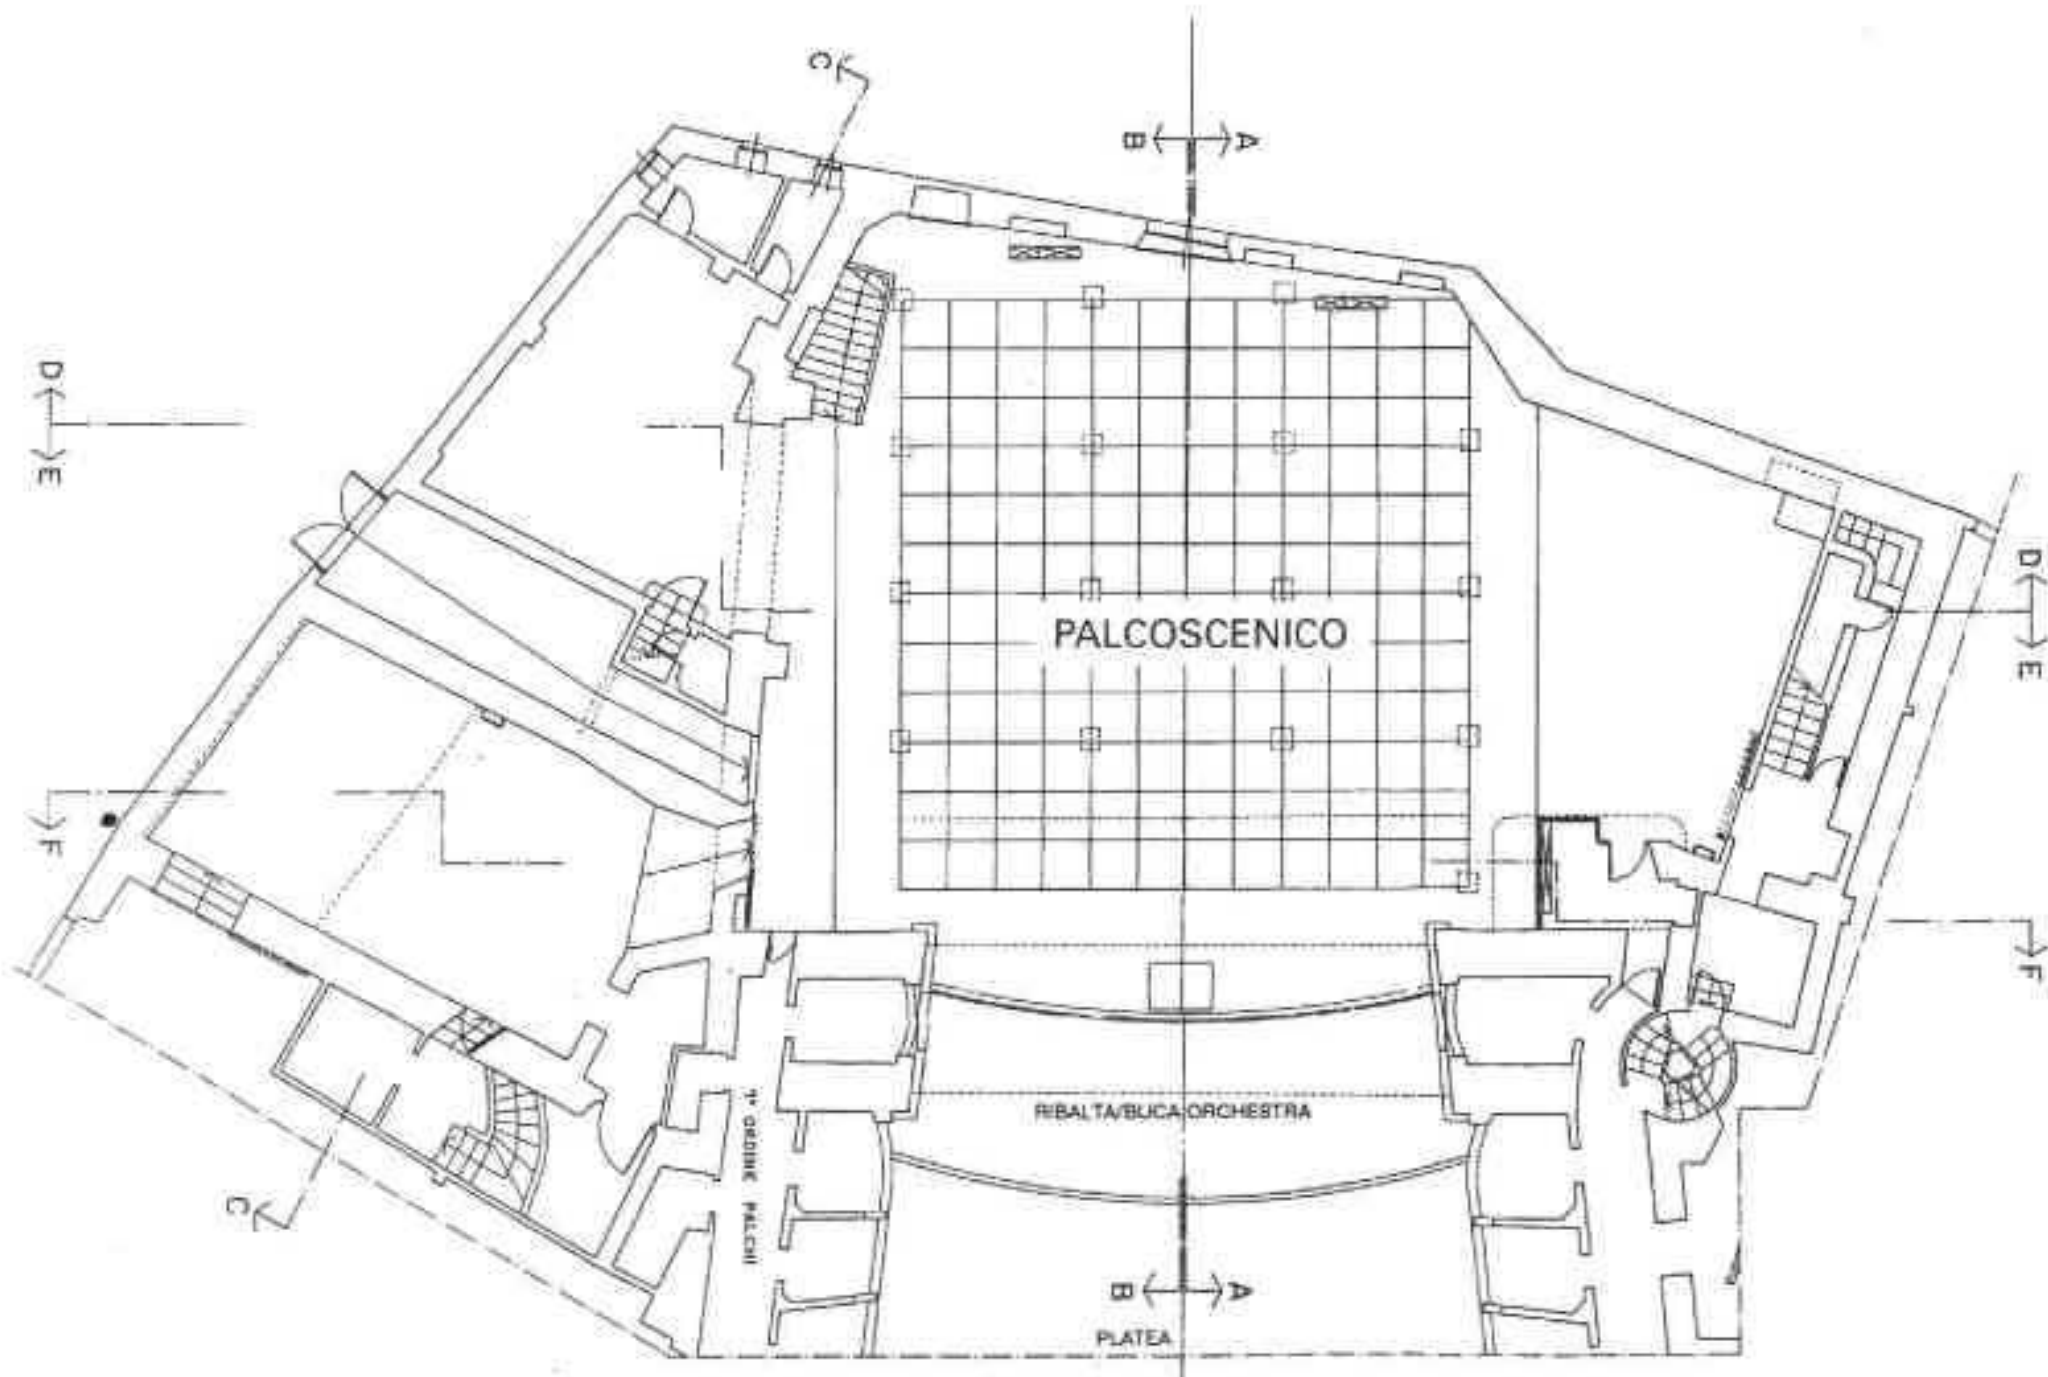 C
B A
D
E
D
E
PALCOSCENICO
F
F
RIBALTA/BUCA ORCHESTRA
1° ORDINE PALCHI
C
B A
PLATEA